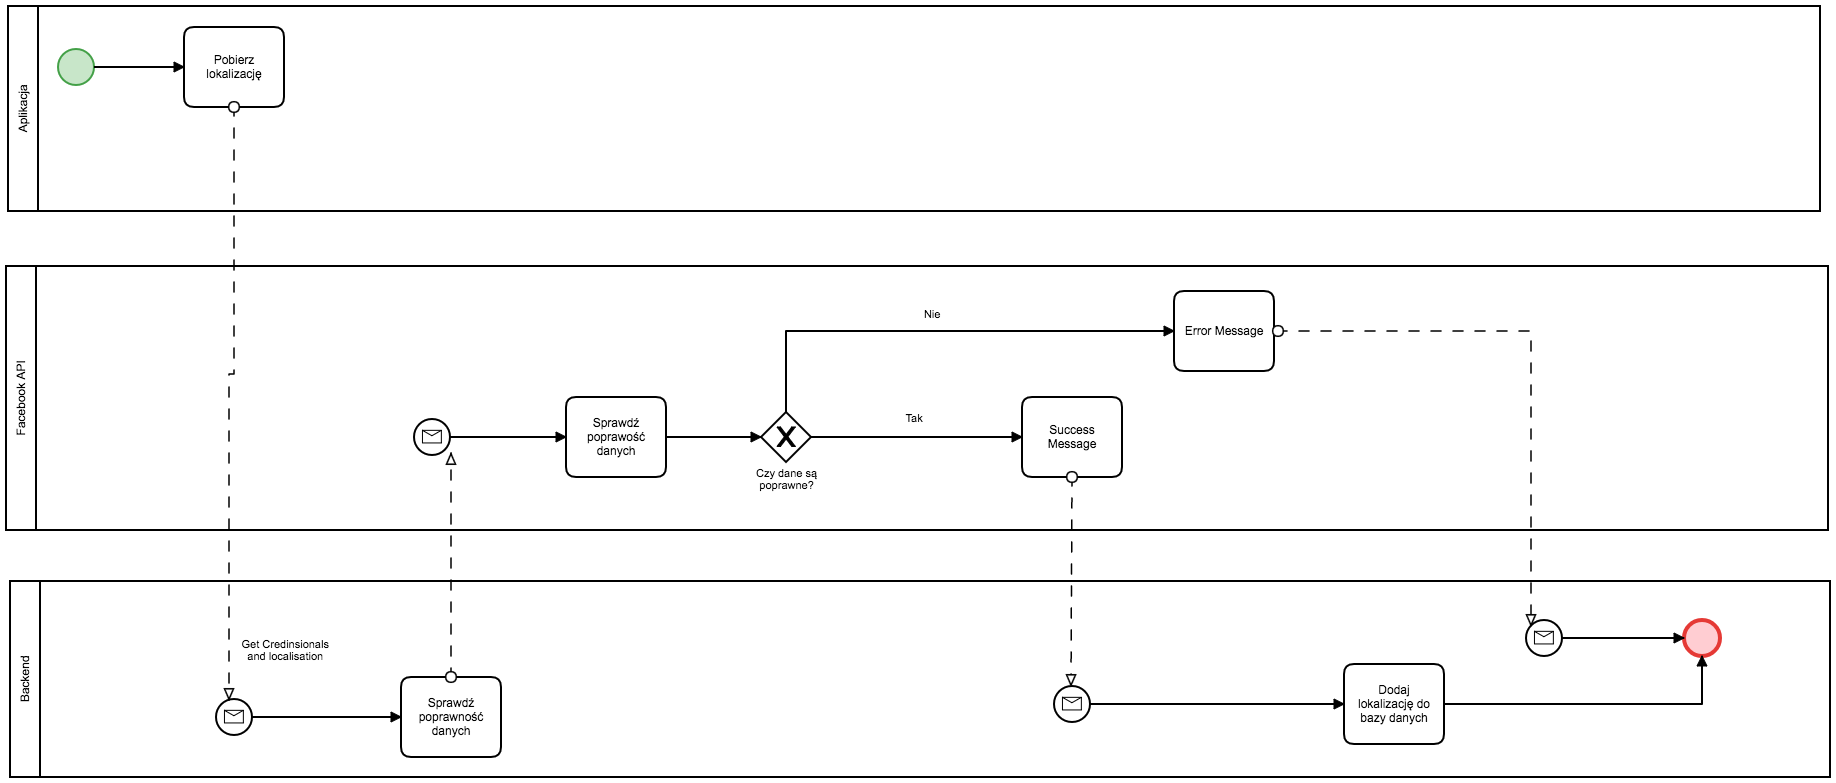 Aplikacja
Pobierz
lokalizację
Facebook API
Nie
Error Message
Sprawdź
poprawość
danych
Tak
Success
Message
Czy dane są
poprawne?
Backend
Get Credinsionals
and localisation
Sprawdź
poprawność
danych
Dodaj
lokalizację do
bazy danych